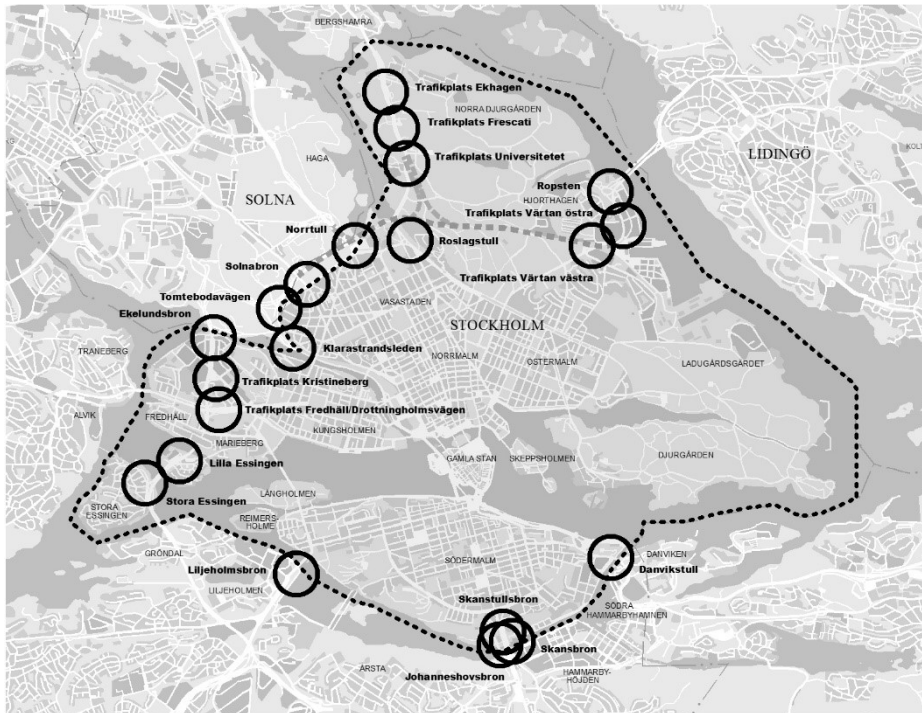 BERGSHAMRA
Trafikplats Ekhagen
NORRA DJURGÅRDEN
Trafikplats Frescati
HAGA
Trafikplats Universitetet
LIDINGÖ
SOLNA
Ropsten
HJORTHAGEN
Trafikplats Värtan östra
Norrtull
Roslagstull
Solnabron
Trafikplats Värtan västra
Tomtebodavägen
VASASTADEN
Ekelundsbron
STOCKHOLM
TRANEBERG
Klarastrandsleden
NORRMALM
ÖSTERMALM
LADUGÅRDSGÄRDET
Trafikplats Kristineberg
ALVIK
FREDHÄLL
Trafikplats Fredhäll/Drottningholmsvägen
KUNGSHOLMEN
MARIEBERG
GAMLA STAN
SKEPPSHOLMEN
DJURGÅRDEN
Lilla Essingen
LÅNGHOLMEN
Stora Essingen
STORA
ESSINGEN
REIMERS-
HOLME
GRÖNDAL
SÖDERMALM
DANVIKEN
Liljeholmsbron
Danvikstull
LILJEHOLMEN
Skanstullsbron
SÖDRA
HAMMARBYHAMNEN
Skansbron
ÅRSTA
Johanneshovsbron
HAMMARBY-
HÖJDEN